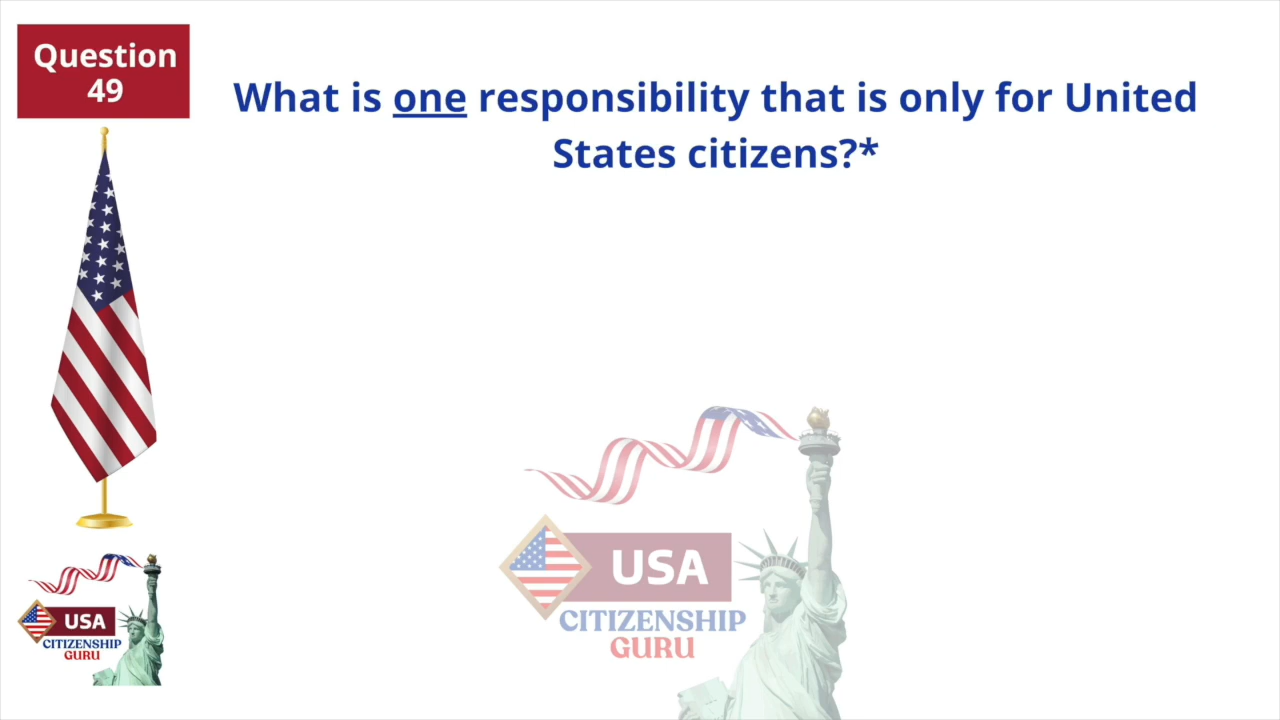 Question
49
What is one responsibility that is only for United
States citizens?*
USA
CITIZENSHIP
GURU
USA
CITIZENSHIP
GURU